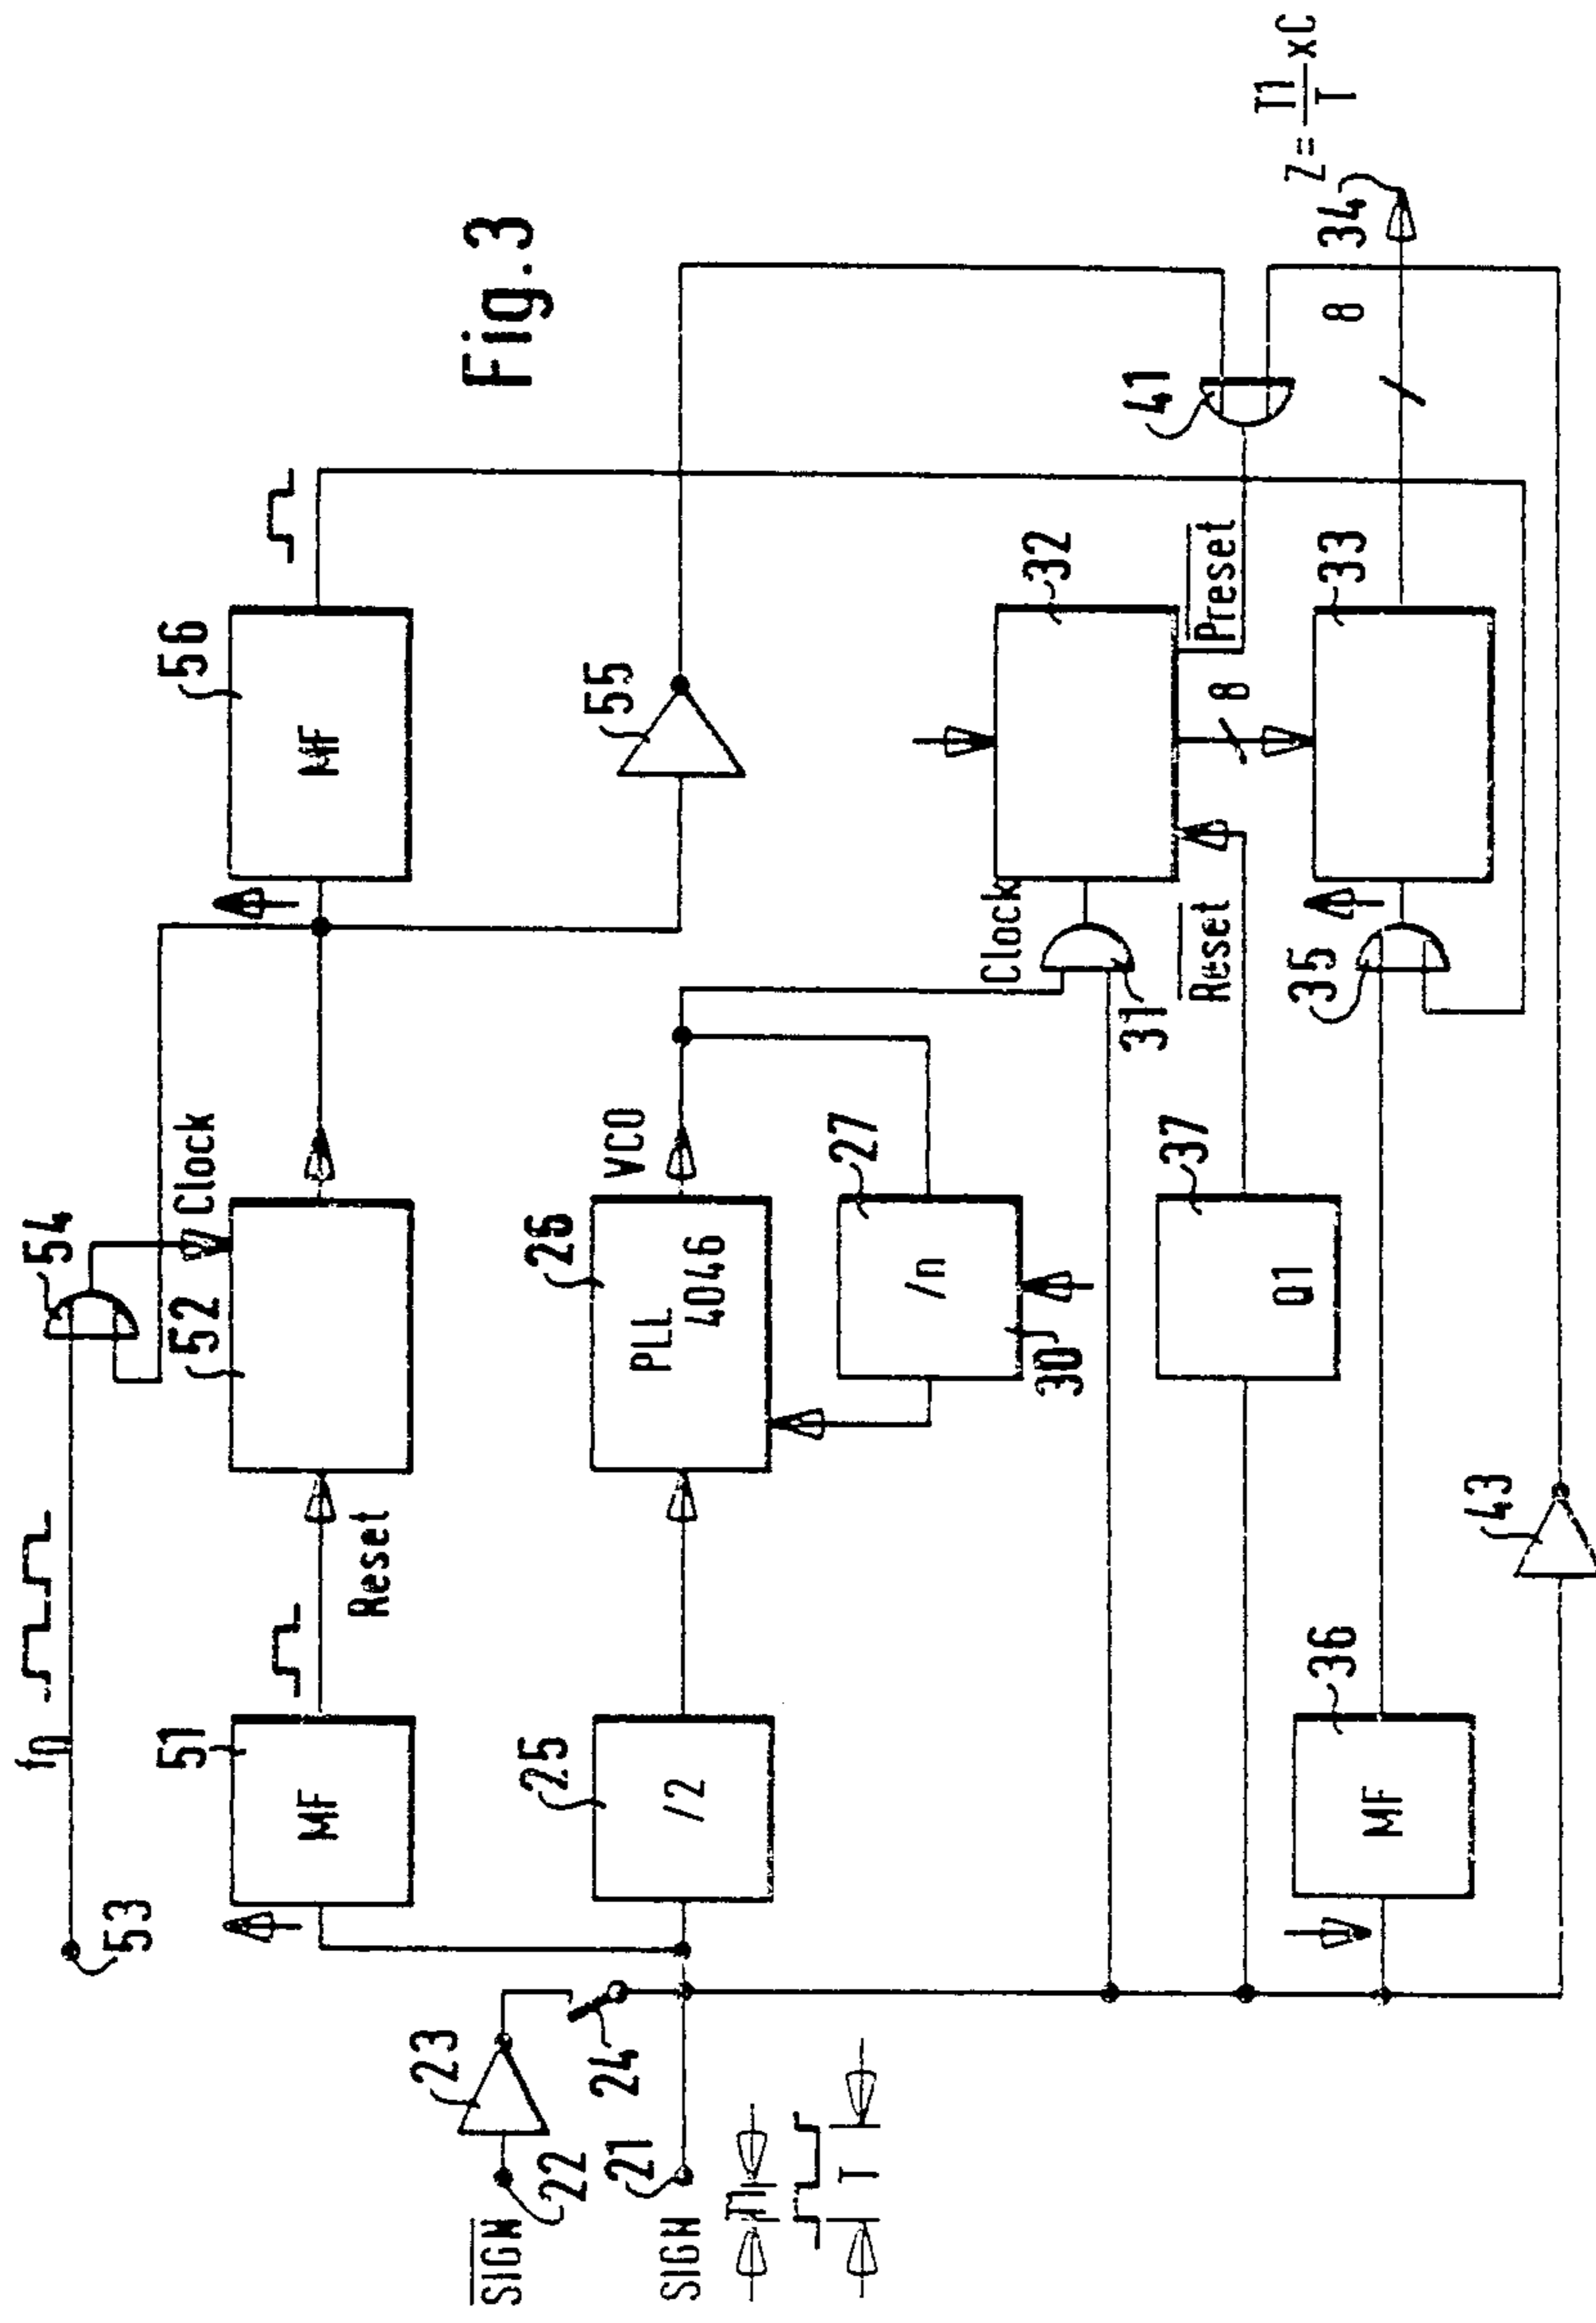 Fig.3
53
fn
54
Clock
51
MF
Reset
52
56
MF
SIGN
22
23
24
SIGN
21
T1
T
25
/2
26
PLL
4046
VCO
27
/n
30
55
31
Clock
32
Reset
Preset
8
41
37
Q1
36
MF
35
33
8
34
Z = T1/T xC
43